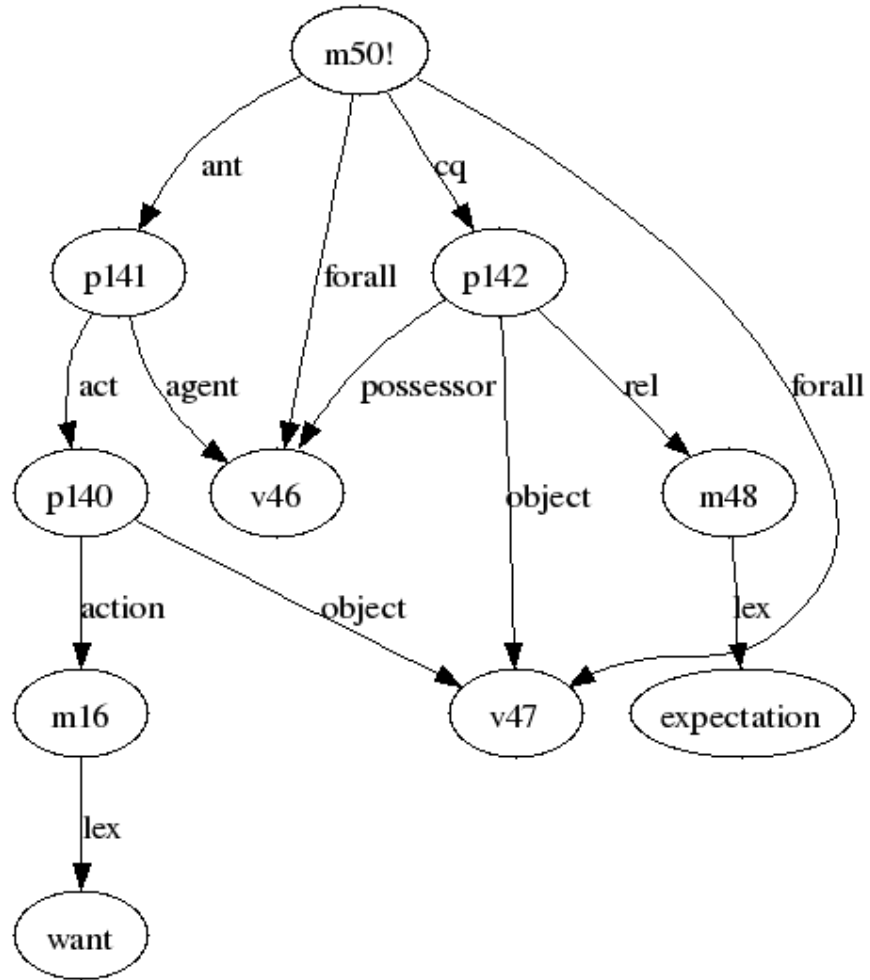 m50!
ant
cq
p141
forall
p142
act
agent
possessor
rel
forall
p140
v46
object
m48
action
object
lex
m16
v47
expectation
lex
want